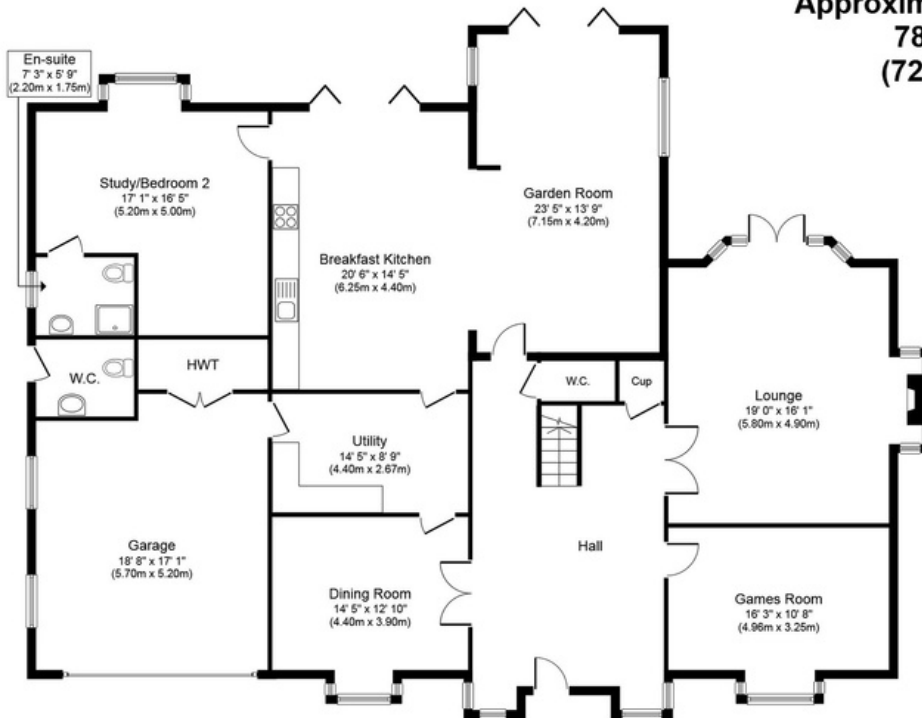 Approxim
78
(72
En-suite
7' 3" x 5' 9"
(2.20m x 1.75m)
Study/Bedroom 2
17' 1" x 16' 5"
(5.20m x 5.00m)
Garden Room
23' 5" x 13' 9"
(7.15m x 4.20m)
Breakfast Kitchen
20' 6" x 14' 5"
(6.25m x 4.40m)
W.C.
HWT
W.C.
Cup
Lounge
19' 0" x 16' 1"
(5.80m x 4.90m)
Utility
14' 5" x 8' 9"
(4.40m x 2.67m)
Garage
18' 8" x 17' 1"
(5.70m x 5.20m)
Hall
Dining Room
14' 5" x 12' 10"
(4.40m x 3.90m)
Games Room
16' 3" x 10' 8"
(4.96m x 3.25m)